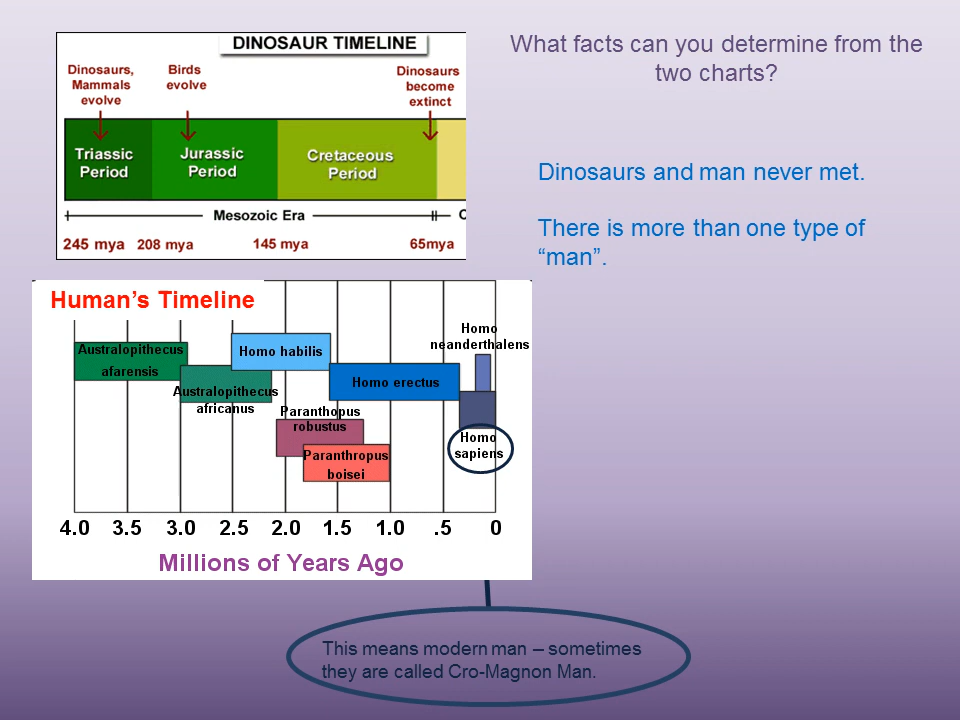 DINOSAUR TIMELINE
Dinosaurs,
Mammals
evolve
Birds
evolve
Dinosaurs
become
extinct
Triassic
Period
Jurassic
Period
Cretaceous
Period
Mesozoic Era
C
245 mya
208 mya
145 mya
65mya
What facts can you determine from the
two charts?
Dinosaurs and man never met.
There is more than one type of
“man”.
Human’s Timeline
Australopithecus
afarensis
Australopithecus
africanus
Homo habilis
Paranthopus
robustus
Paranthropus
boisei
Homo erectus
Homo
neanderthalens
Homo
sapiens
4.0 3.5 3.0 2.5 2.0 1.5 1.0 .5 0
Millions of Years Ago
This means modern man – sometimes
they are called Cro-Magnon Man.